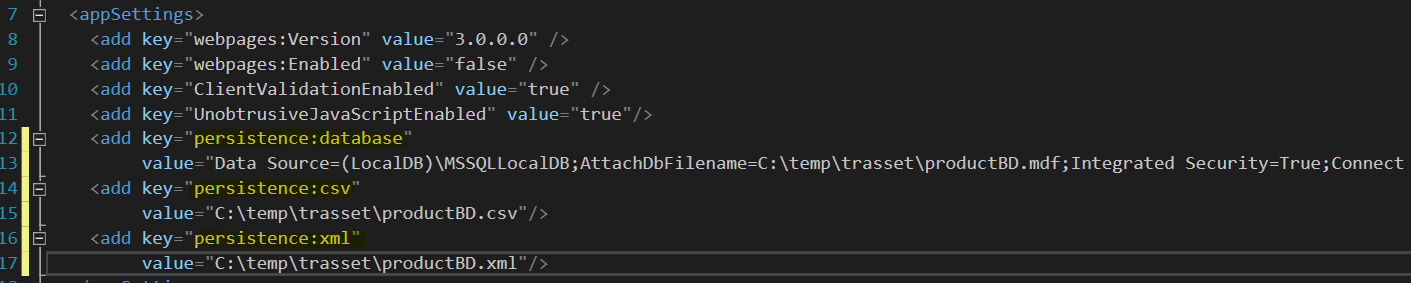 7 <appSettings>
8 <add key="webpages:Version" value="3.0.0.0" />
9 <add key="webpages:Enabled" value="false" />
10 <add key="ClientValidationEnabled" value="true" />
11 <add key="UnobtrusiveJavaScriptEnabled" value="true"/>
12 <add key="persistence:database"
13 value="Data Source=(LocalDB)\MSSQLLocalDB;AttachDbFilename=C:\temp\trasset\productBD.mdf;Integrated Security=True;Connect
14 <add key="persistence:csv"
15 value="C:\temp\trasset\productBD.csv"/>
16 <add key="persistence:xml"
17 value="C:\temp\trasset\productBD.xml"/>